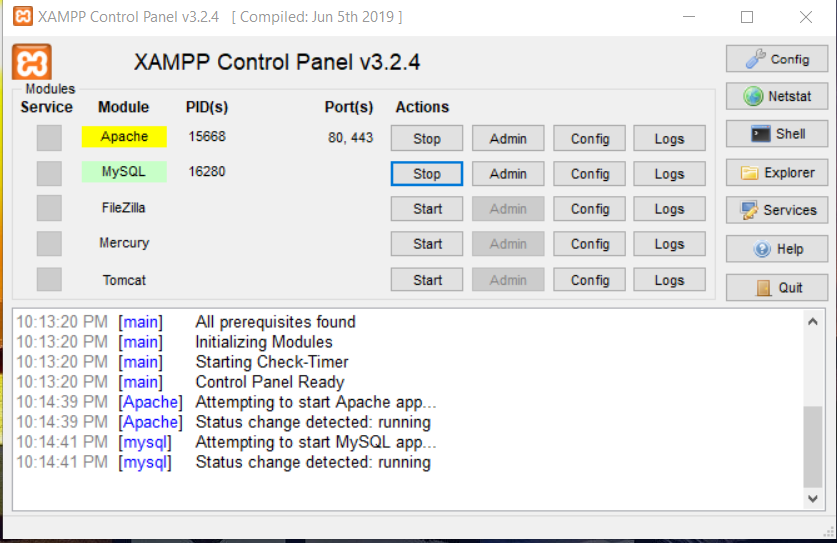 XAMPP Control Panel v3.2.4 [ Compiled: Jun 5th 2019 ]
XAMPP Control Panel v3.2.4
Config
Modules
Service Module PID(s) Port(s) Actions
Netstat
Apache 15668 80, 443 Stop Admin Config Logs
Shell
MySQL 16280 Stop Admin Config Logs
Explorer
FileZilla Start Admin Config Logs
Services
Mercury Start Admin Config Logs
Help
Tomcat Start Admin Config Logs
Quit
10:13:20 PM [main] All prerequisites found
10:13:20 PM [main] Initializing Modules
10:13:20 PM [main] Starting Check-Timer
10:13:20 PM [main] Control Panel Ready
10:14:39 PM [Apache] Attempting to start Apache app...
10:14:39 PM [Apache] Status change detected: running
10:14:41 PM [mysql] Attempting to start MySQL app...
10:14:41 PM [mysql] Status change detected: running